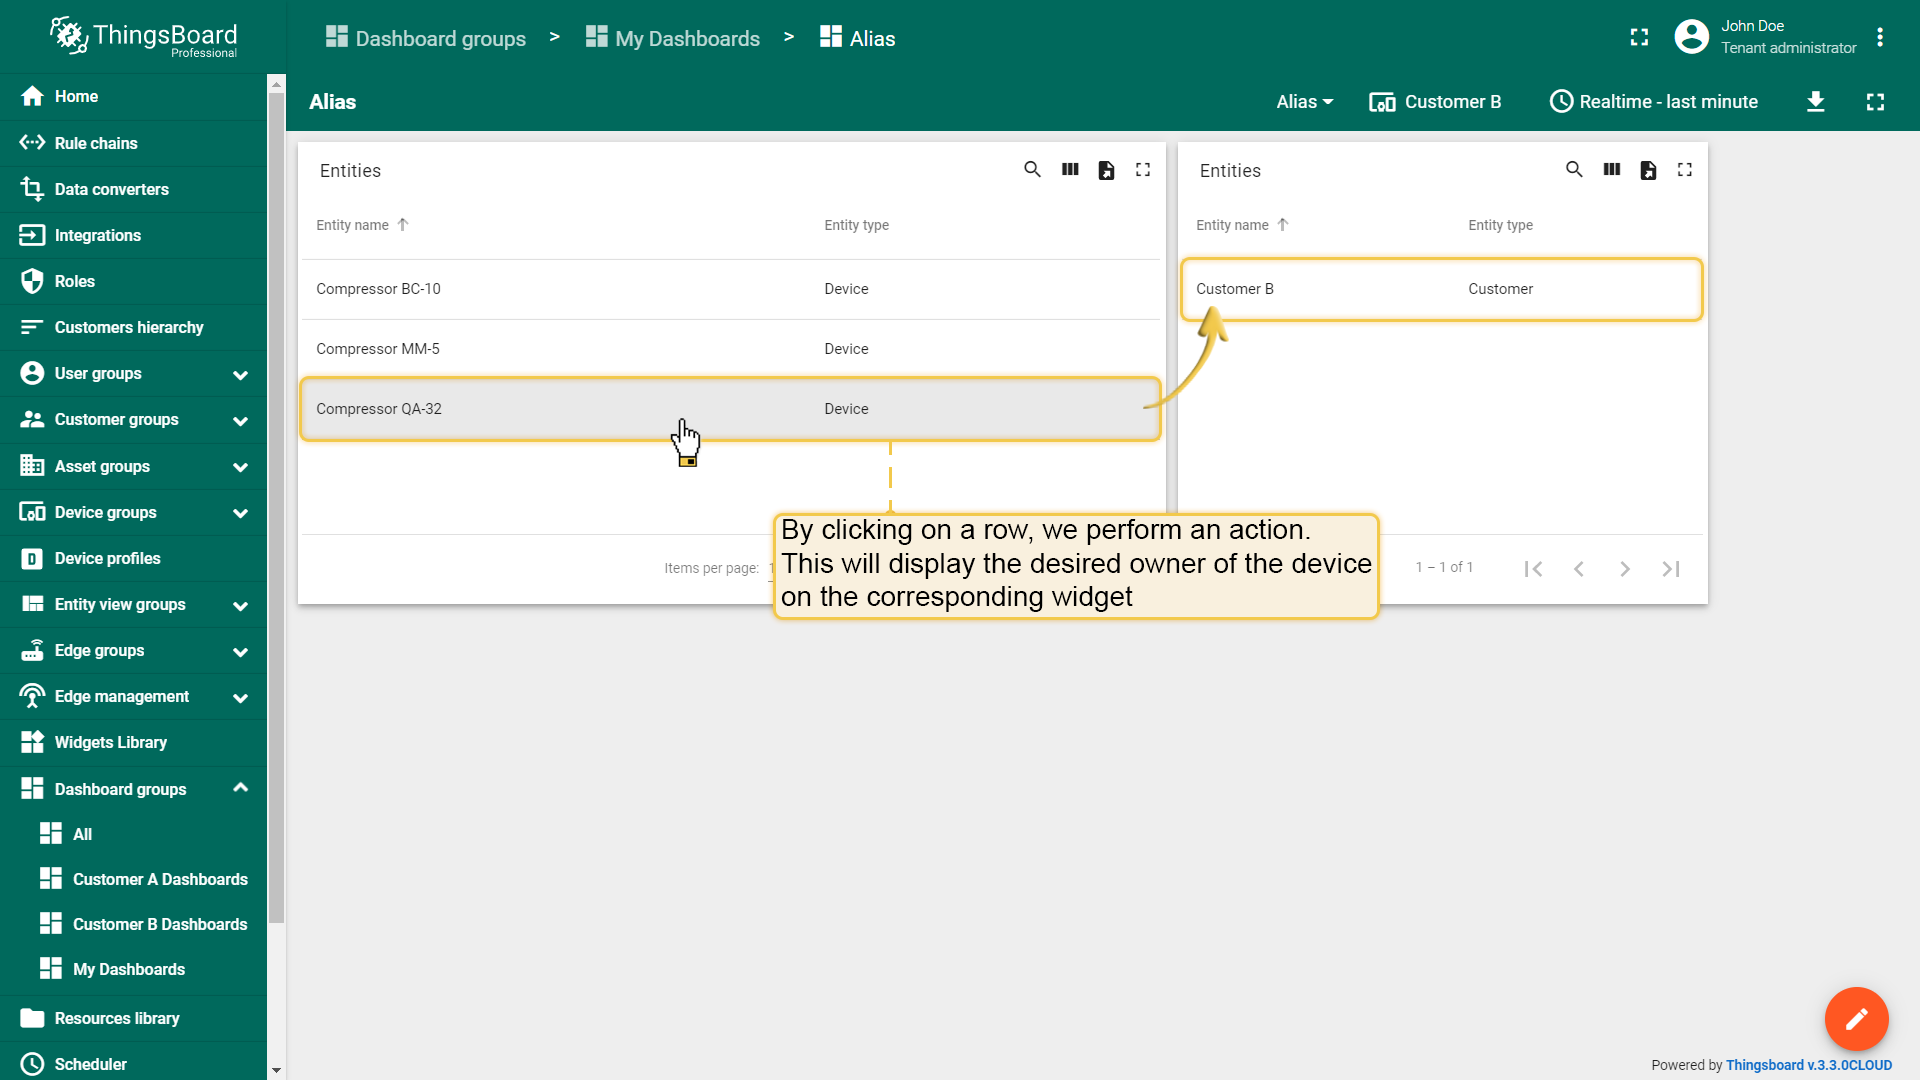 ThingsBoard
Professional
Dashboard groups > My Dashboards > Alias
John Doe
Tenant administrator
Alias
Alias
Customer B
Realtime - last minute
Home
Rule chains
Data converters
Integrations
Roles
Customers hierarchy
User groups
Customer groups
Asset groups
Device groups
Device profiles
Entity view groups
Edge groups
Edge management
Widgets Library
Dashboard groups
All
Customer A Dashboards
Customer B Dashboards
My Dashboards
Resources library
Scheduler
Entities
Entity name Entity type
Compressor BC-10 Device
Compressor MM-5 Device
Compressor QA-32 Device
Items per page:
Entities
Entity name Entity type
Customer B Customer
1 – 1 of 1
By clicking on a row, we perform an action.
This will display the desired owner of the device
on the corresponding widget
Powered by Thingsboard v.3.3.0CLOUD